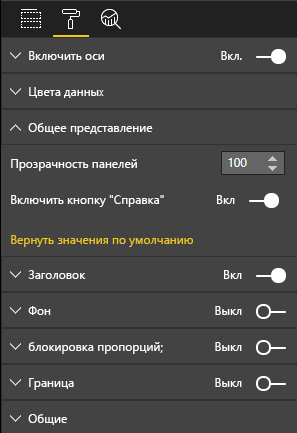 Включить оси Вкл.
Цвета данных
Общее представление
Прозрачность панелей 100
Включить кнопку "Справка" Вкл
Вернуть значения по умолчанию
Заголовок Вкл
Фон Выкл
блокировка пропорций; Выкл
Граница Выкл
Общие